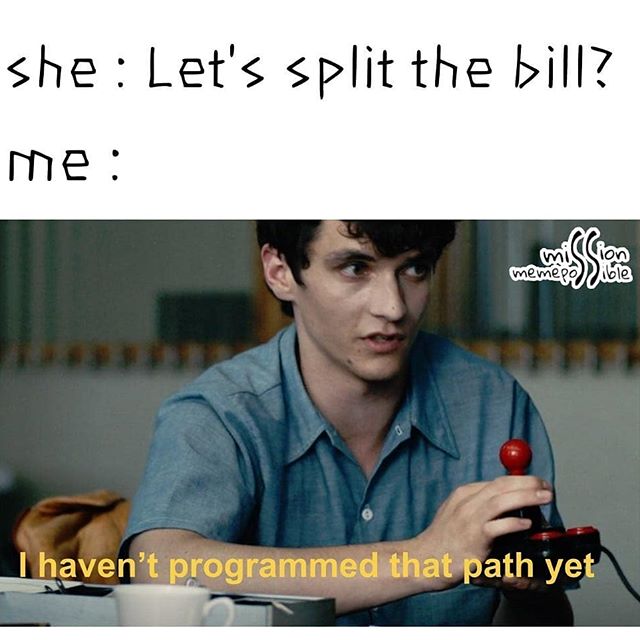 she : Let's split the bill?
me :
mission
memepossible
I haven't programmed that path yet